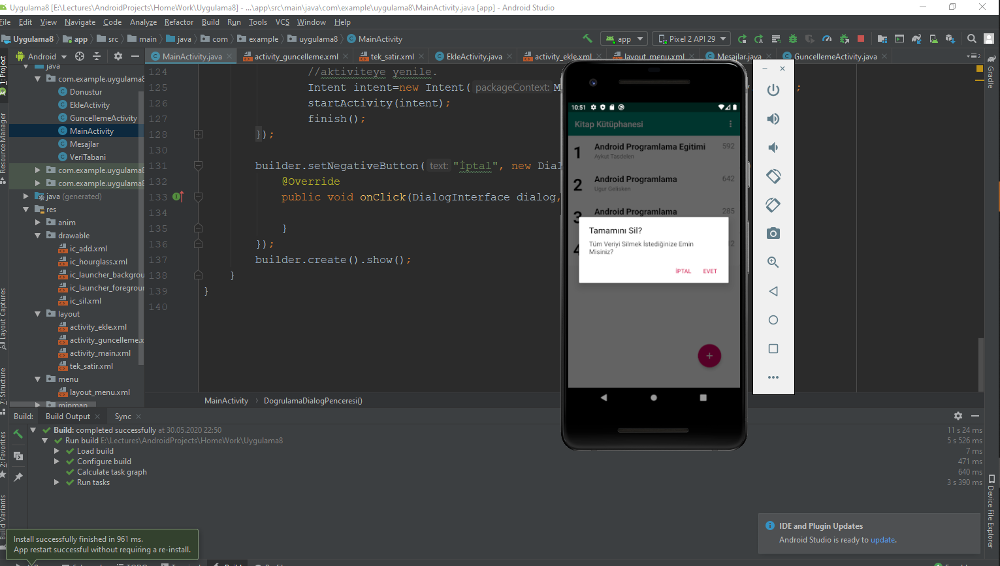 Uygulama8 [E:\Lectures\AndroidProjects\HomeWork\Uygulama8] - ...\app\src\main\java\com\example\uygulama8\MainActivity.java [app] - Android Studio
File Edit View Navigate Code Analyze Refactor Build Run Tools VCS Window Help
Uygulama8 app src main java com example uygulama8 MainActivity
app Pixel 2 API 29
Android
MainActivity.java activity_guncelleme.xml tek_satir.xml EkleActivity.java activity_ekle.xml layout_menu.xml Mesajlar.java GuncellemeActivity.java
1: Project
Resource Manager
Layout Captures
7: Structure
2: Favorites
Build Variants
java
com.example.uygulama8
Donustur
EkleActivity
GuncellemeActivity
MainActivity
Mesajlar
VeriTabani
com.example.uygulama8
com.example.uygulama8
java (generated)
res
anim
drawable
ic_add.xml
ic_hourglass.xml
ic_launcher_backgrou
ic_launcher_foregroun
ic_sil.xml
layout
activity_ekle.xml
activity_guncelleme.x
activity_main.xml
tek_satir.xml
menu
layout_menu.xml
mipmap
124 //aktiviteye yenile.
125 Intent intent=new Intent( packageContext: M ;
126 startActivity(intent);
127 finish();
128 });
130
131 builder.setNegativeButton( text: "İptal", new Dial
132 @Override
133 public void onClick(DialogInterface dialog,
134
135 }
136 });
137 builder.create().show();
138 }
139 }
140
MainActivity DogrulamaDialogPenceresi()
10:51
Kitap Kütüphanesi
1 Android Programlama Egitimi 592
Aykut Tasdelen
2 Android Programlama 642
Ugur Gelisken
3 Android Programlama 285
4
Tamamını Sil?
Tüm Veriyi Silmek İstediğinize Emin
Misiniz?
İPTAL EVET
Gradle
Device File Explorer
Build: Build Output Sync
Build: completed successfully at 30.05.2020 22:50 11 s 24 ms
Run build E:\Lectures\AndroidProjects\HomeWork\Uygulama8 5 s 526 ms
Load build 7 ms
Configure build 471 ms
Calculate task graph 640 ms
Run tasks 3 s 390 ms
Install successfully finished in 961 ms.
App restart successful without requiring a re-install.
IDE and Plugin Updates
Android Studio is ready to update.